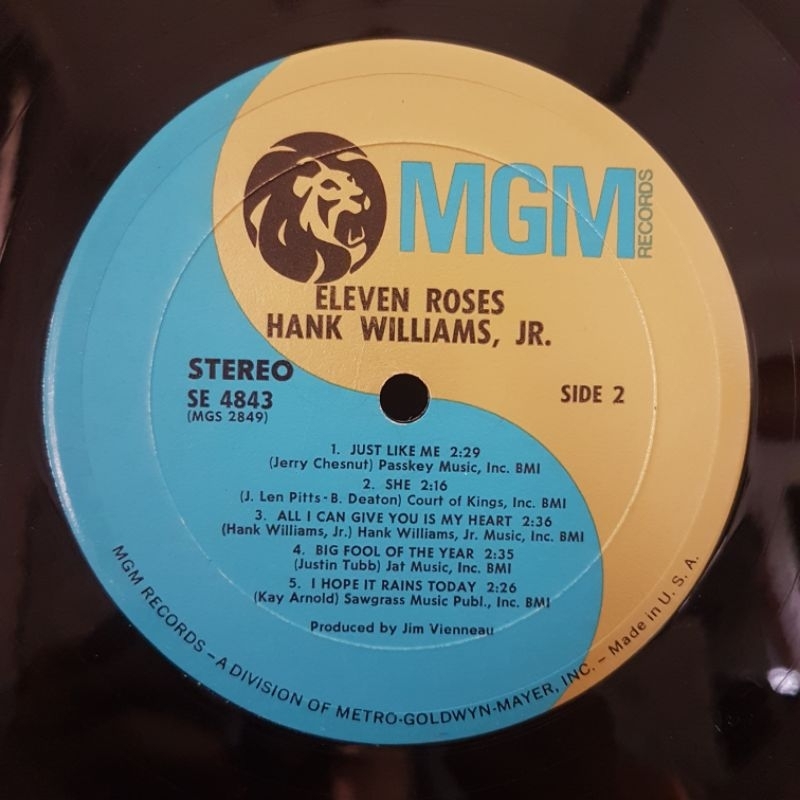 MGM RECORDS
ELEVEN ROSES
HANK WILLIAMS, JR.
STEREO
SE 4843
(MGS 2849)
SIDE 2
1. JUST LIKE ME 2:29
(Jerry Chesnut) Passkey Music, Inc. BMI
2. SHE 2:16
(J. Len Pitts-B. Deaton) Court of Kings, Inc. BMI
3. ALL I CAN GIVE YOU IS MY HEART 2:36
(Hank Williams, Jr.) Hank Williams, Jr. Music, Inc. BMI
4. BIG FOOL OF THE YEAR 2:35
(Justin Tubb) Jat Music, Inc. BMI
5. I HOPE IT RAINS TODAY 2:26
(Kay Arnold) Sawgrass Music Publ., Inc. BMI
Produced by Jim Vienneau
MGM RECORDS – A DIVISION OF METRO-GOLDWYN-MAYER, INC. – Made in U. S. A.